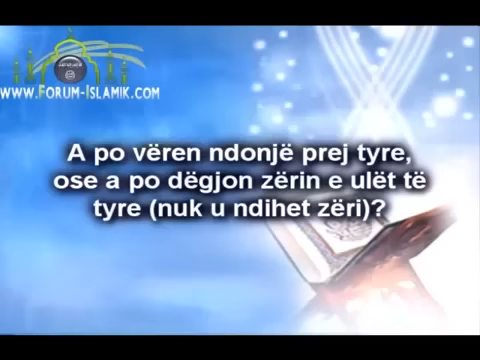 www.Forum-Islamik.com
A po vëren ndonjë prej tyre,
ose a po dëgjon zërin e ulët të
tyre (nuk u ndihet zëri)?